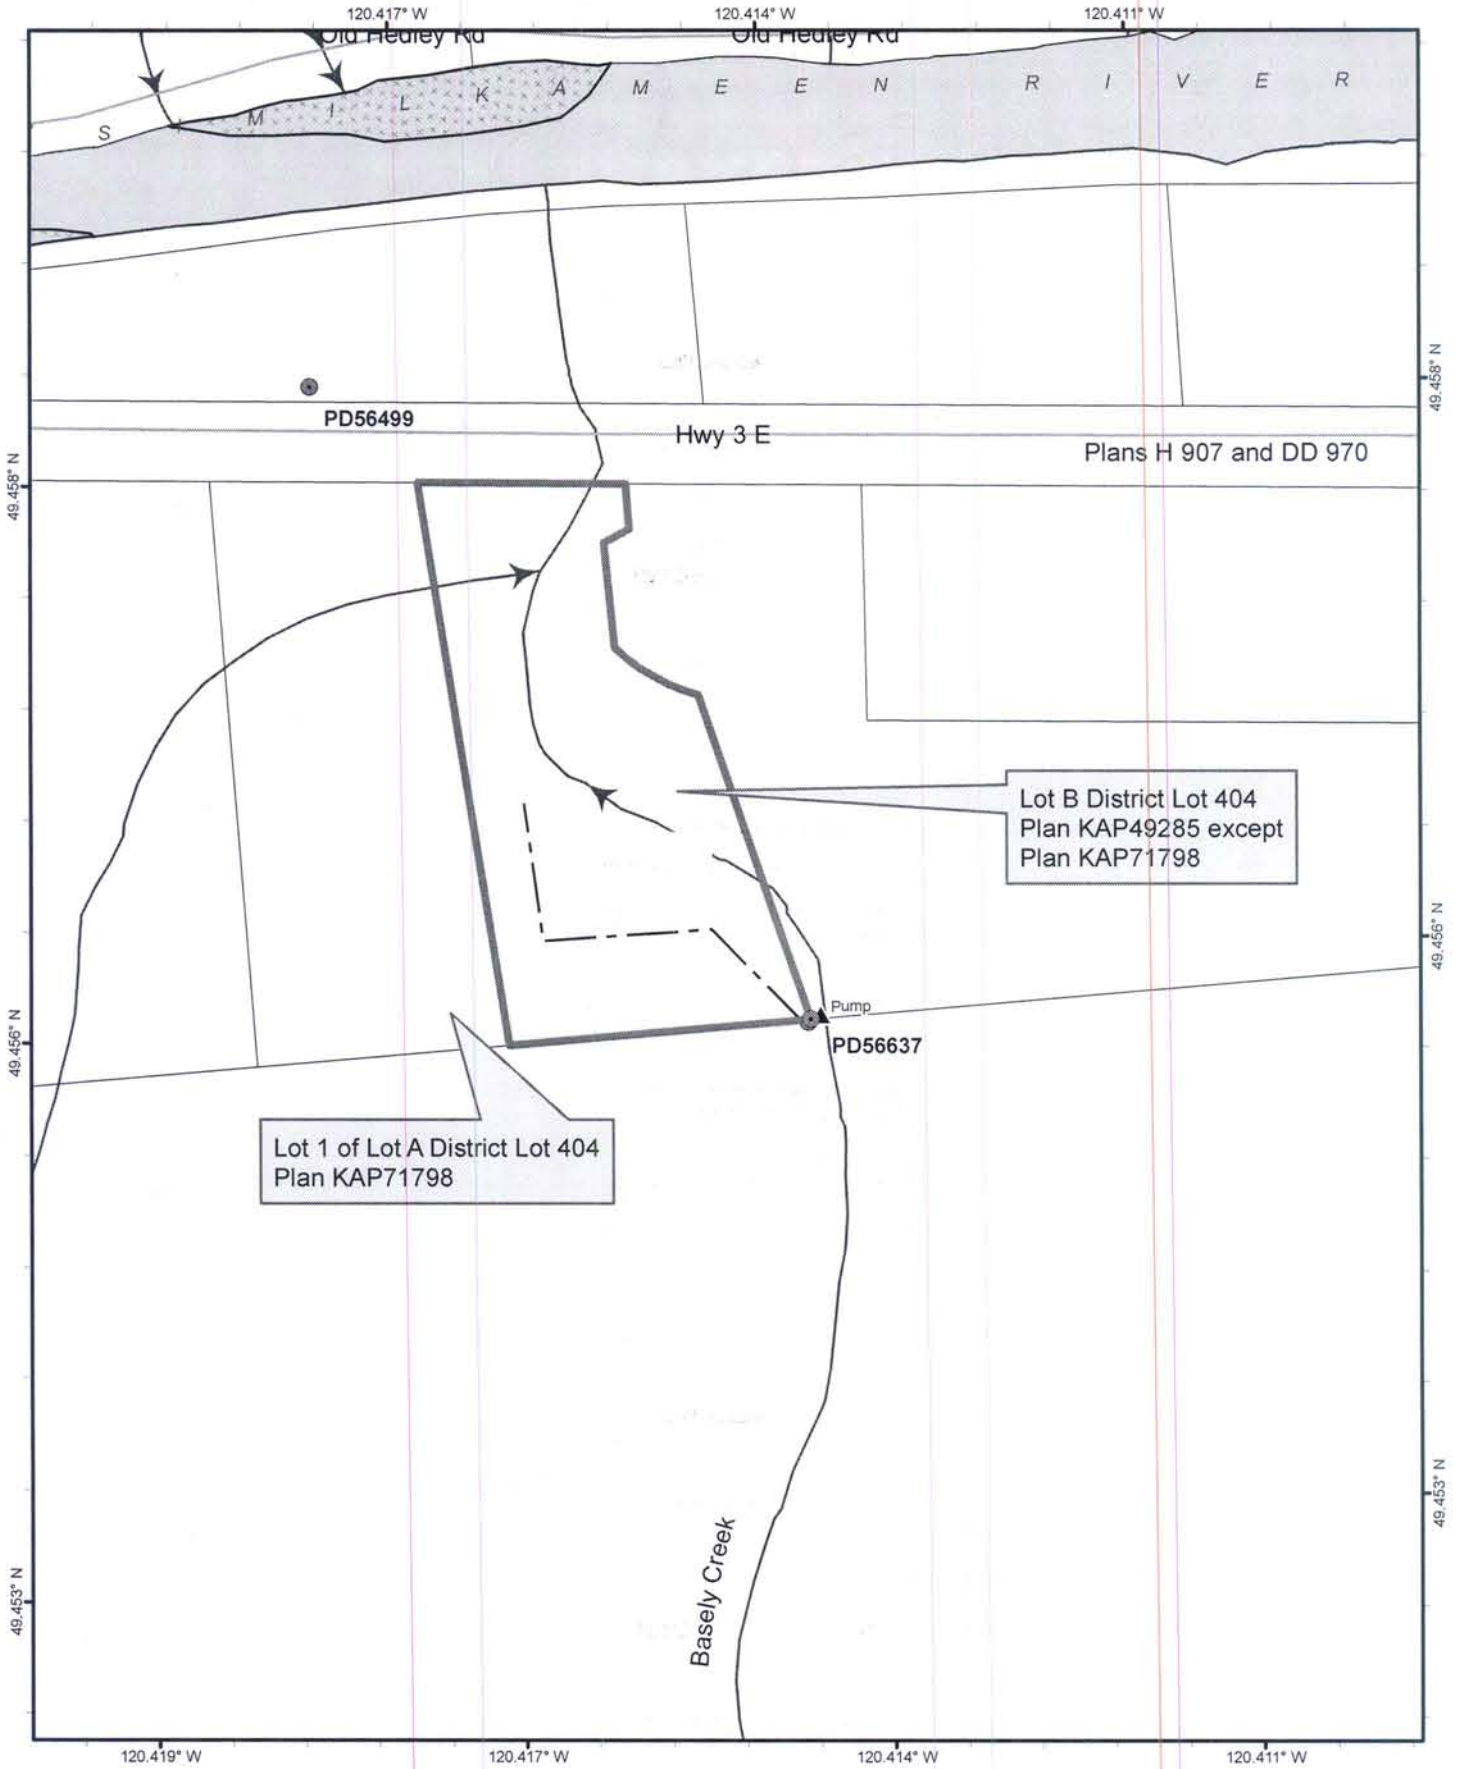 120.417° W
120.414° W
120.411° W
Old Hedley Rd
Old Hedley Rd
S I M I L K A M E E N R I V E R
49.458° N
PD56499
Hwy 3 E
Plans H 907 and DD 970
49.458° N
Lot B District Lot 404
Plan KAP49285 except
Plan KAP71798
49.456° N
Pump
PD56637
49.456° N
Lot 1 of Lot A District Lot 404
Plan KAP71798
49.453° N
Basely Creek
49.453° N
120.419° W
120.417° W
120.414° W
120.411° W